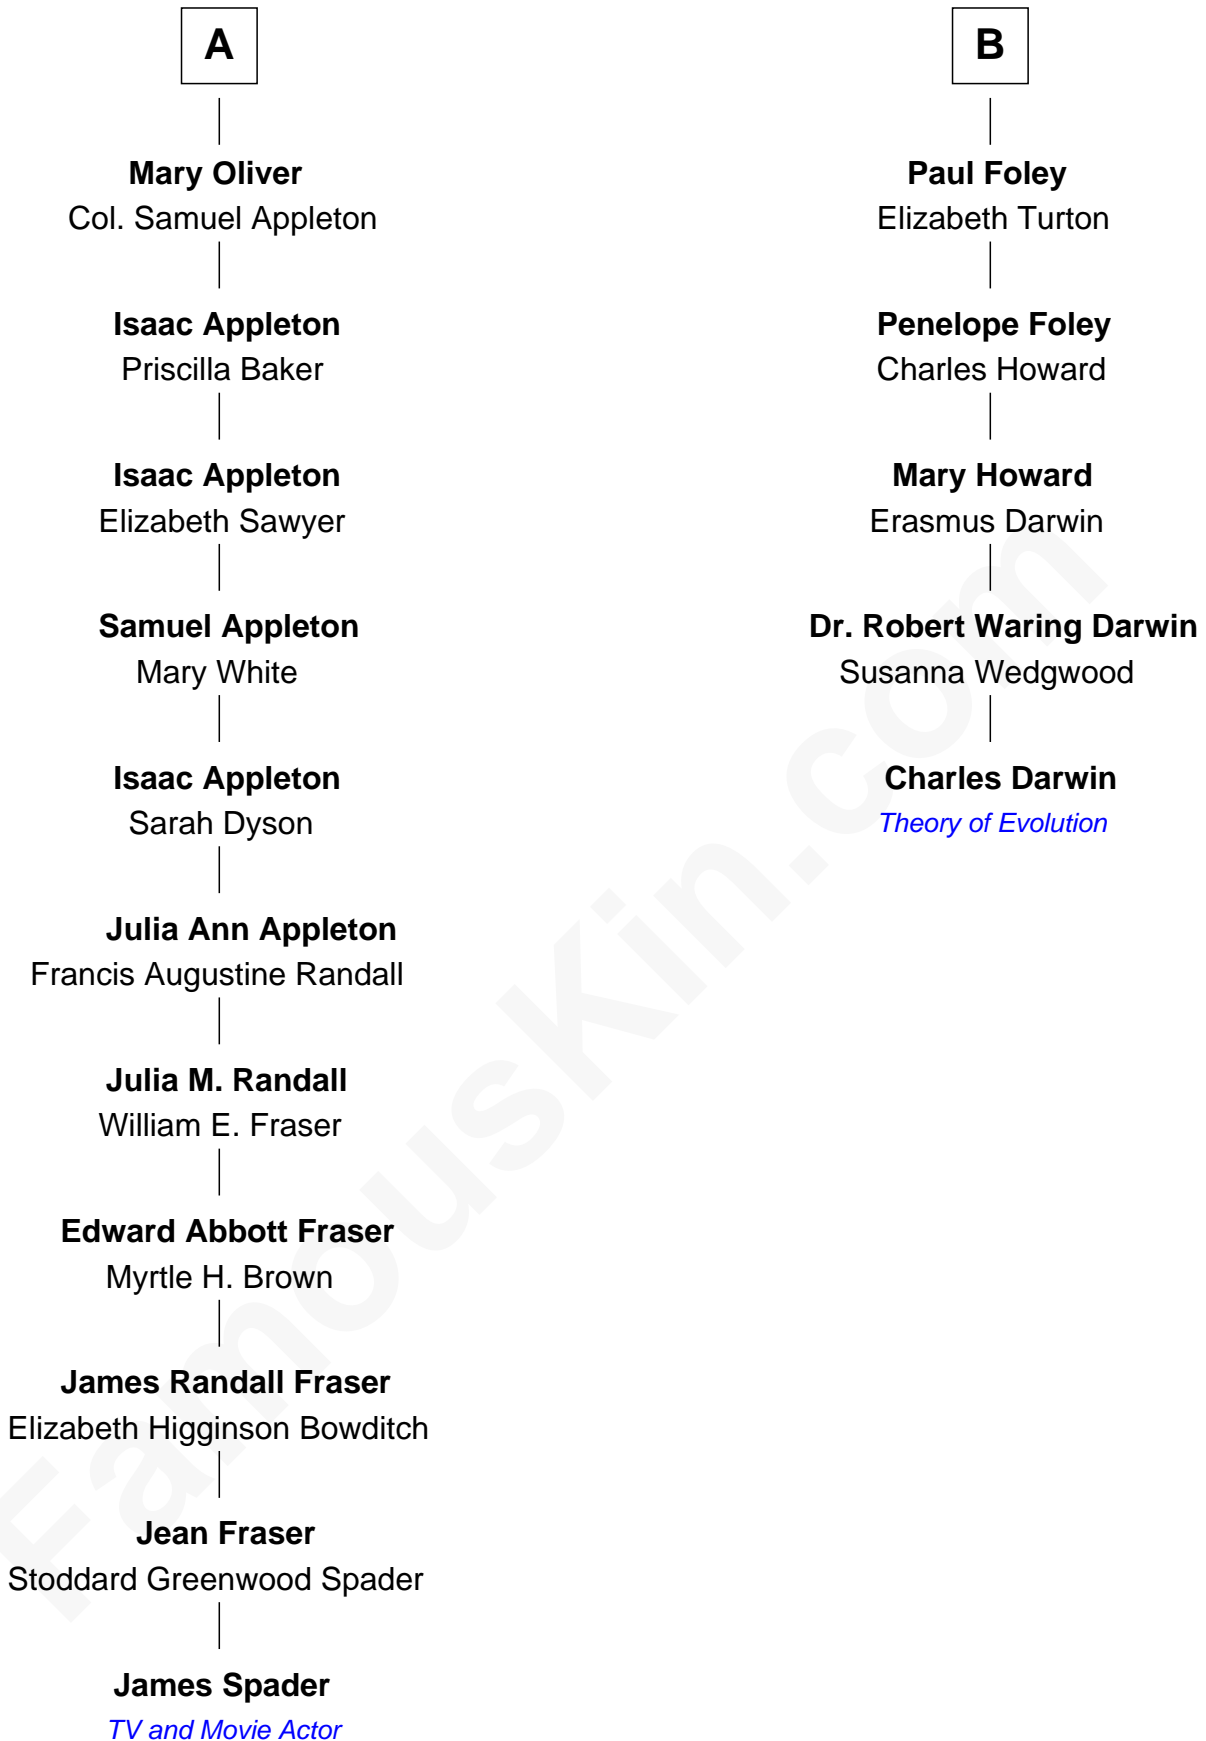 A
Mary Oliver
Col. Samuel Appleton
Isaac Appleton
Priscilla Baker
Isaac Appleton
Elizabeth Sawyer
Samuel Appleton
Mary White
Isaac Appleton
Sarah Dyson
Julia Ann Appleton
Francis Augustine Randall
Julia M. Randall
William E. Fraser
Edward Abbott Fraser
Myrtle H. Brown
James Randall Fraser
Elizabeth Higginson Bowditch
Jean Fraser
Stoddard Greenwood Spader
James Spader
TV and Movie Actor
B
Paul Foley
Elizabeth Turton
Penelope Foley
Charles Howard
Mary Howard
Erasmus Darwin
Dr. Robert Waring Darwin
Susanna Wedgwood
Charles Darwin
Theory of Evolution
FamousKin.com